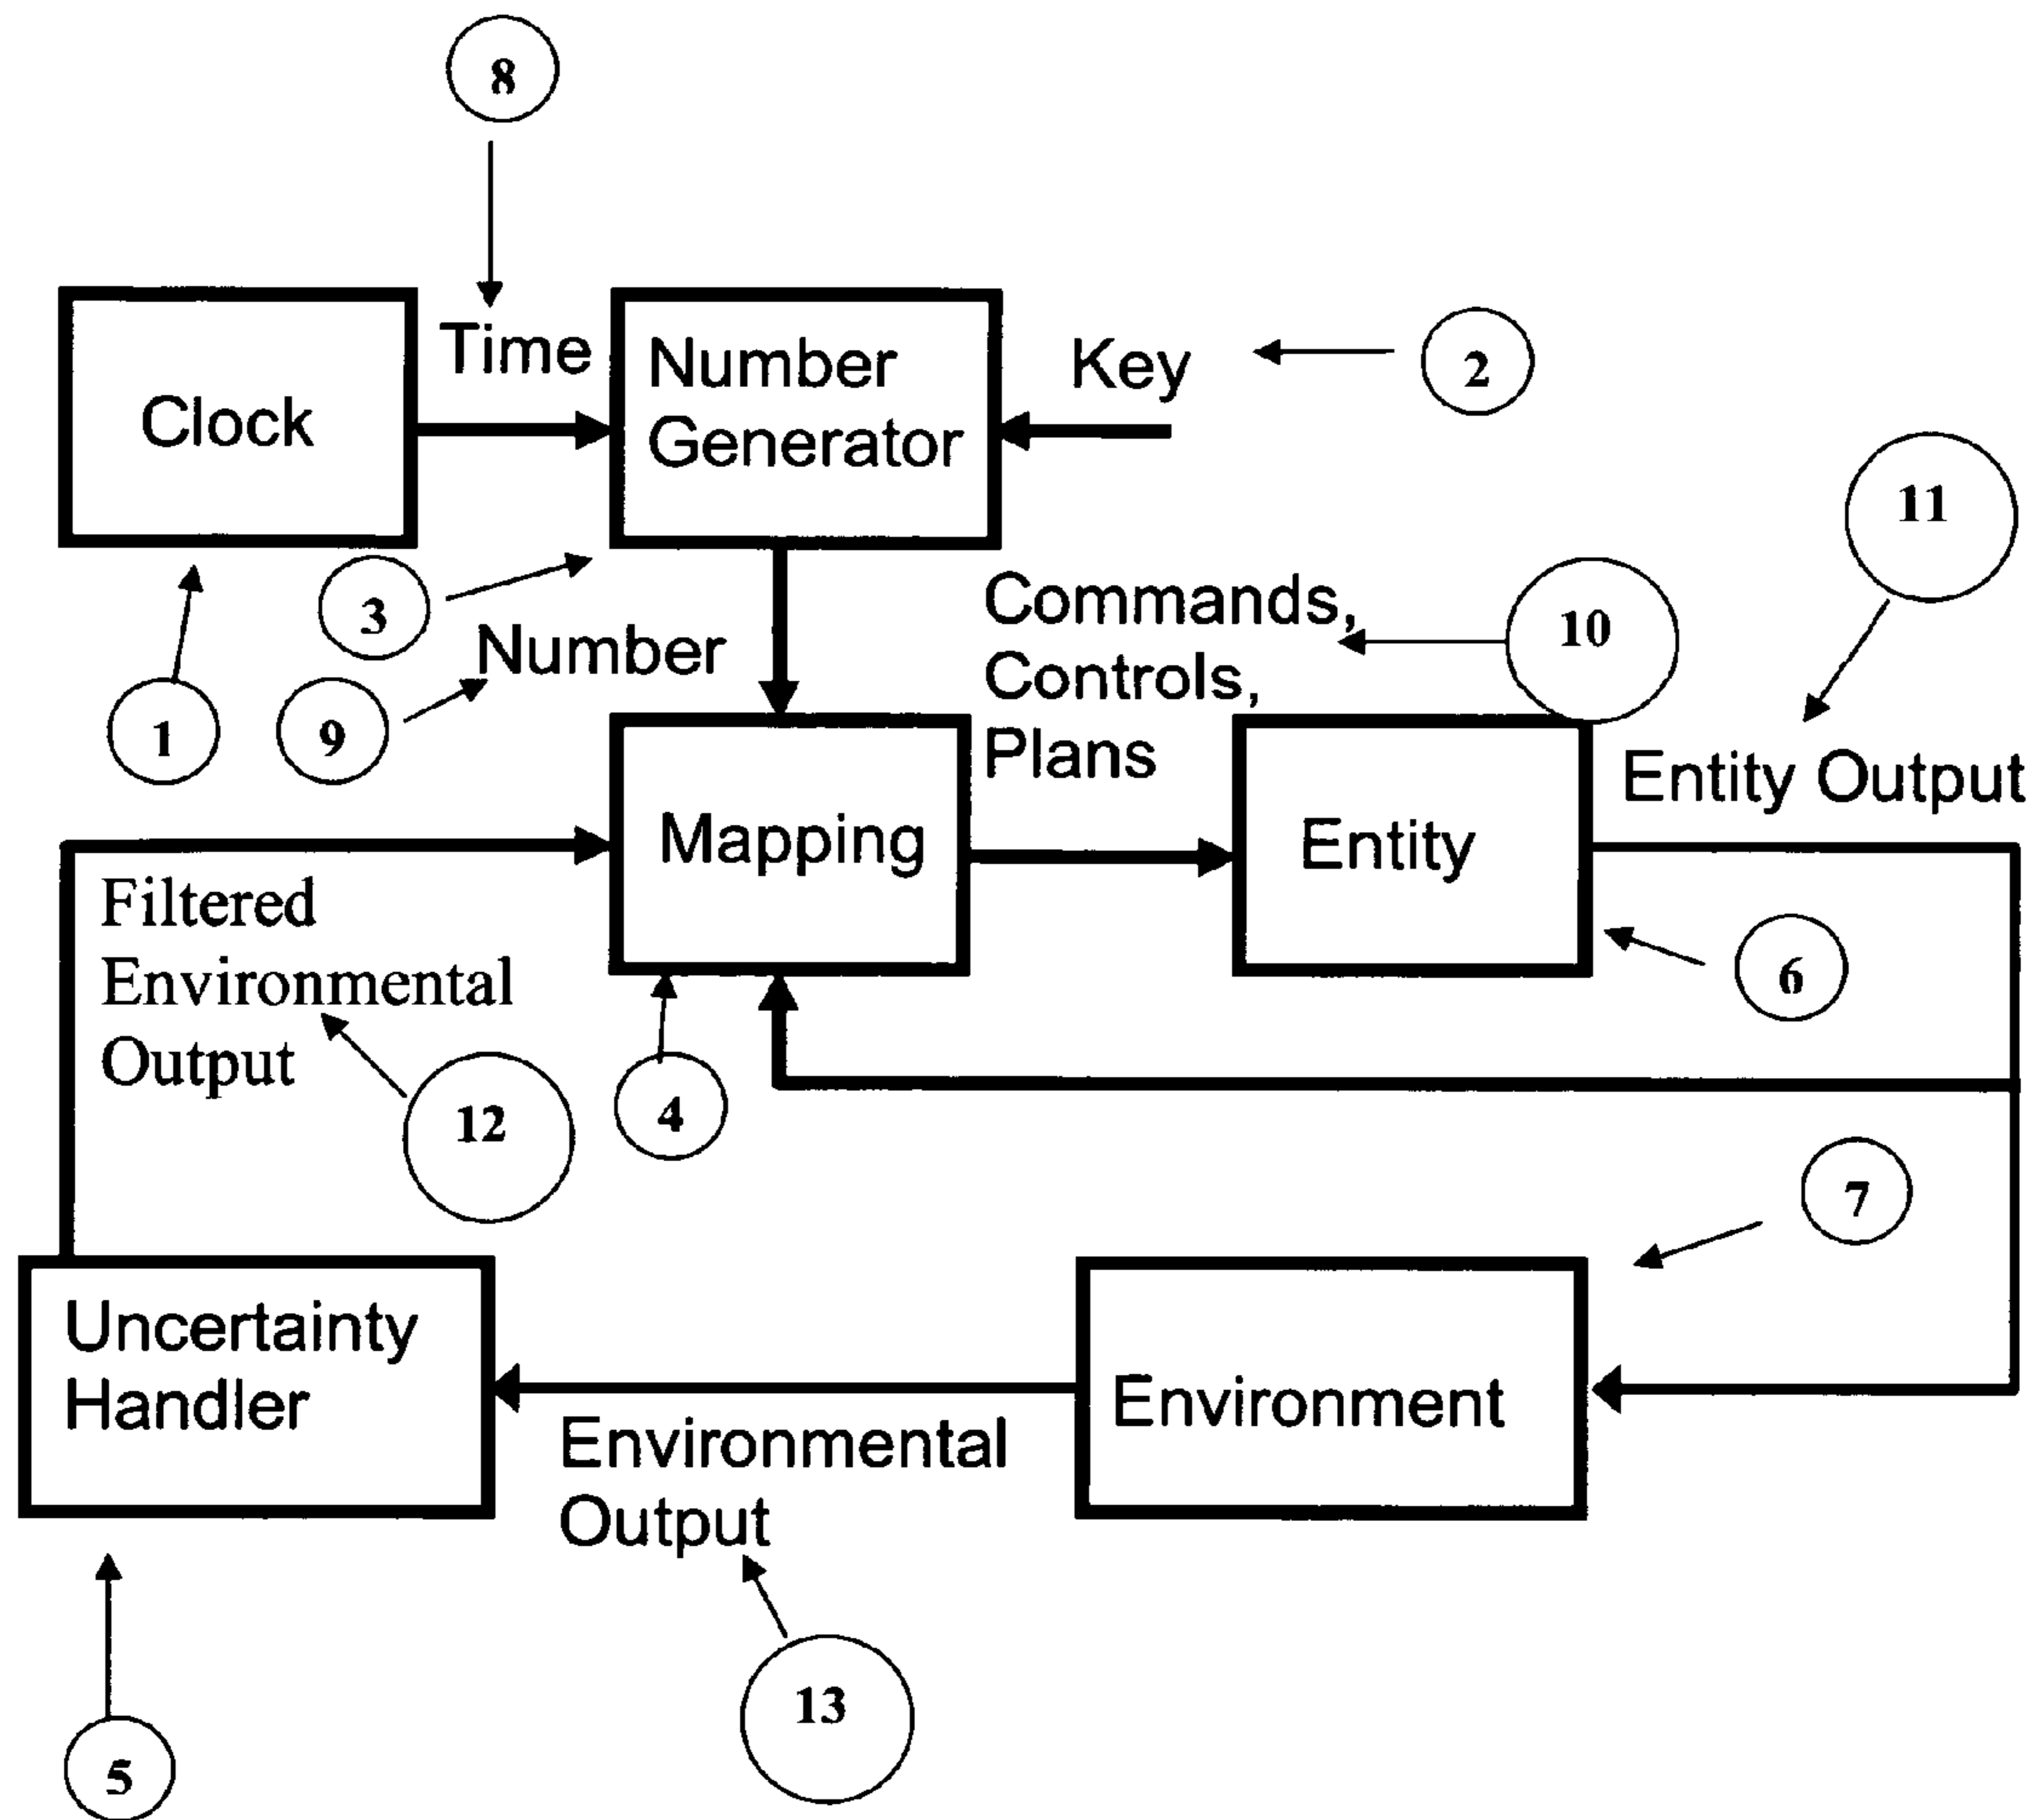 8
Time
Clock
Number
Generator
Key
2
11
3
Number
1
9
Commands,
Controls,
Plans
10
Entity Output
Mapping
Entity
6
Filtered
Environmental
Output
12
4
7
Uncertainty
Handler
Environment
Environmental
Output
13
5